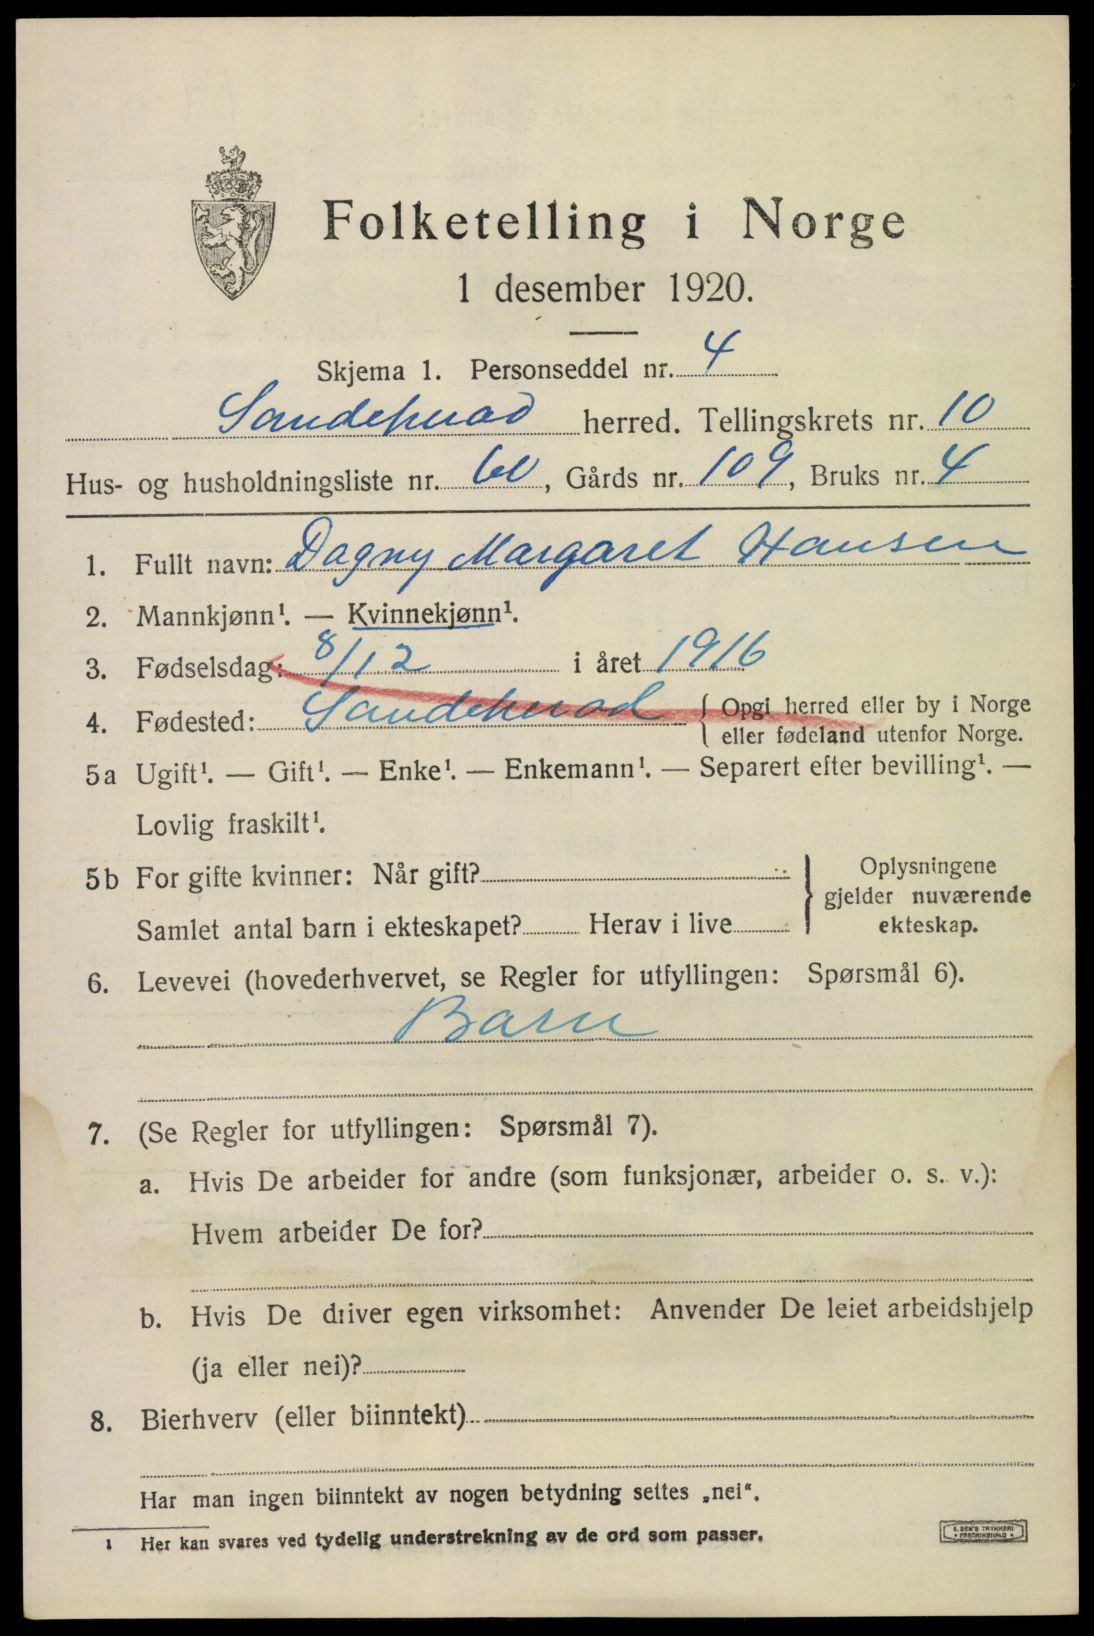 Folketelling i Norge
1 desember 1920.
Skjema 1. Personseddel nr. 4
Sandeherad herred. Tellingskrets nr. 10
Hus- og husholdningsliste nr. 60, Gårds nr. 109, Bruks nr. 4
1. Fullt navn: Dagny Margaret Hansen
2. Mannkjønn¹. — Kvinnekjønn¹.
3. Fødselsdag: 8/12 i året 1916
4. Fødested: Sandeherad { Opgi herred eller by i Norge
eller fødeland utenfor Norge.
5a Ugift¹. — Gift¹. — Enke¹. — Enkemann¹. — Separert efter bevilling¹. —
Lovlig fraskilt¹.
5b For gifte kvinner: Når gift? } Oplysningene
gjelder nuværende
Samlet antal barn i ekteskapet? Herav i live ekteskap.
6. Levevei (hovederhvervet, se Regler for utfyllingen: Spørsmål 6).
Barn
7. (Se Regler for utfyllingen: Spørsmål 7).
a. Hvis De arbeider for andre (som funksjonær, arbeider o. s. v.):
Hvem arbeider De for?
b. Hvis De driver egen virksomhet: Anvender De leiet arbeidshjelp
(ja eller nei)?
8. Bierhverv (eller biinntekt)
Har man ingen biinntekt av nogen betydning settes „nei“.
1 Her kan svares ved tydelig understrekning av de ord som passer.
E. SEM'S TRYKKERI
• FREDRIKSHALD •